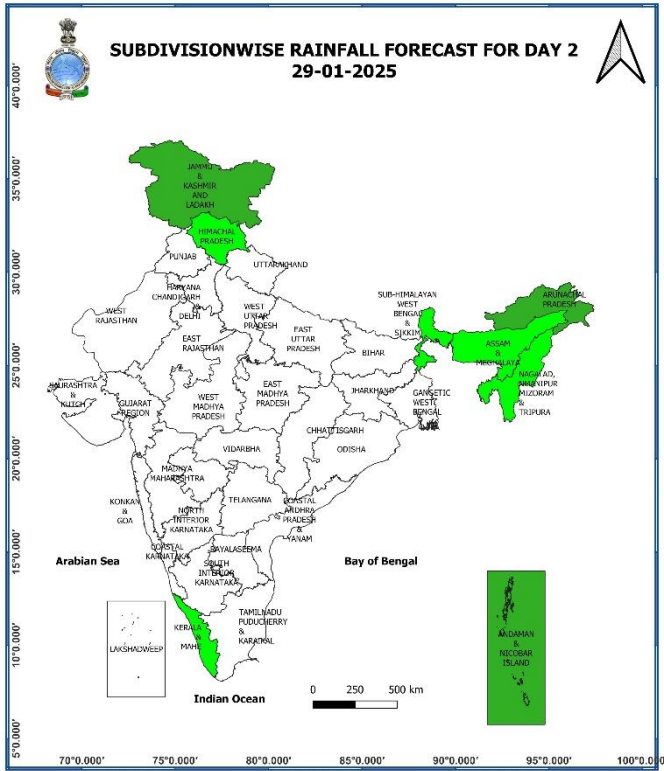 SUBDIVISIONWISE RAINFALL FORECAST FOR DAY 2
29-01-2025
40°0.000'
35°0.000'
30°0.000'
25°0.000'
20°0.000'
15°0.000'
10°0.000'
5°0.000'
JAMMU
&
KASHMIR
AND
LADAKH
HIMACHAL
PRADESH
PUNJAB
UTTARAKHAND
HARYANA
CHANDIGARH
DELHI
WEST
RAJASTHAN
WEST
UTTAR
PRADESH
EAST
RAJASTHAN
EAST
UTTAR
PRADESH
SUB-HIMALAYAN
WEST
BENGAL
&
SIKKIM
ARUNACHAL
PRADESH
ASSAM
&
MEGHALAYA
BIHAR
NAGALAD,
MANIPUR
MIZORAM
&
TRIPURA
SAURASHTRA
&
KUTCH
GUJARAT
REGION
WEST
MADHYA
PRADESH
EAST
MADHYA
PRADESH
JHARKHAND
GANGETIC
WEST
BENGAL
CHHATTISGARH
ODISHA
VIDARBHA
MADHYA
MAHARASHTRA
TELANGANA
KONKAN
&
GOA
NORTH
INTERIOR
KARNATAKA
COASTAL
ANDHRA
PRADESH
&
YANAM
COASTAL
KARNATAKA
RAYALASEEMA
SOUTH
INTERIOR
KARNATAKA
Arabian Sea
Bay of Bengal
KERALA
&
MAHE
TAMILNADU
PUDUCHERRY
&
KARAIKAL
LAKSHADWEEP
ANDAMAN
&
NICOBAR
ISLAND
Indian Ocean
0 250 500 km
70°0.000' 75°0.000' 80°0.000' 85°0.000' 90°0.000' 95°0.000' 100°0.000'